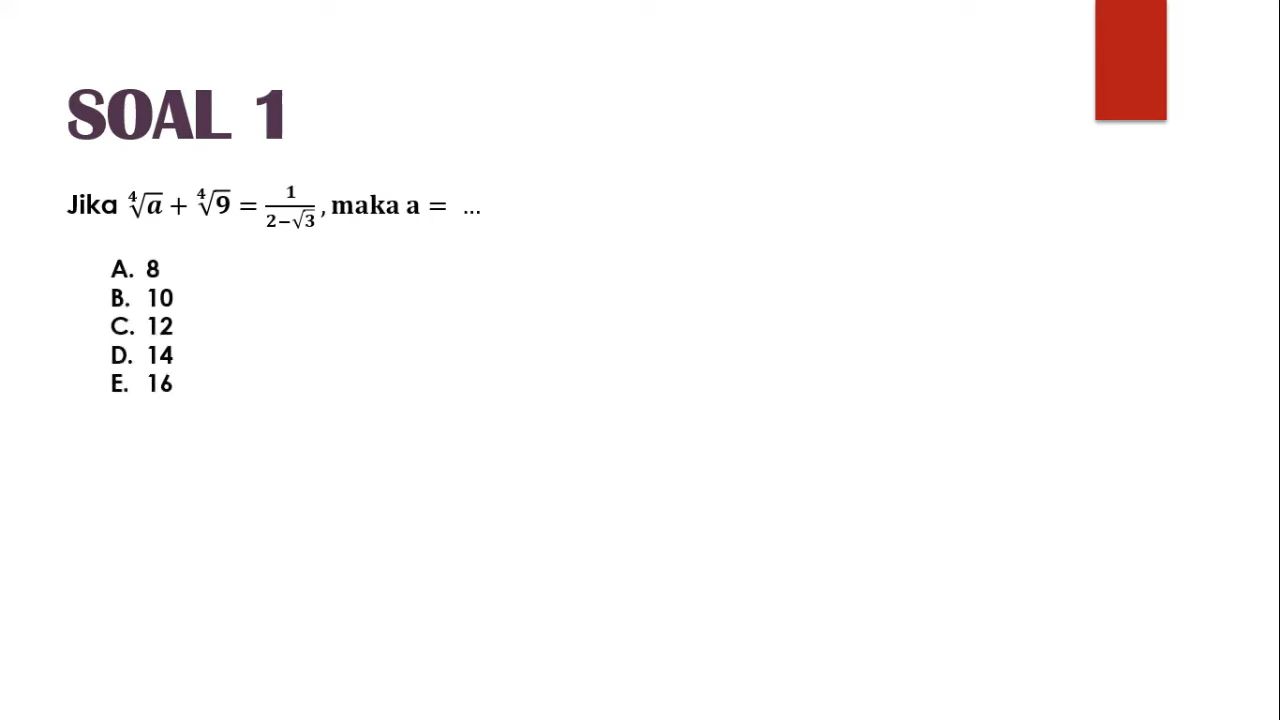 SOAL 1
Jika ∜a + ∜9 = 1/(2−√3) , maka a = ...
A. 8
B. 10
C. 12
D. 14
E. 16